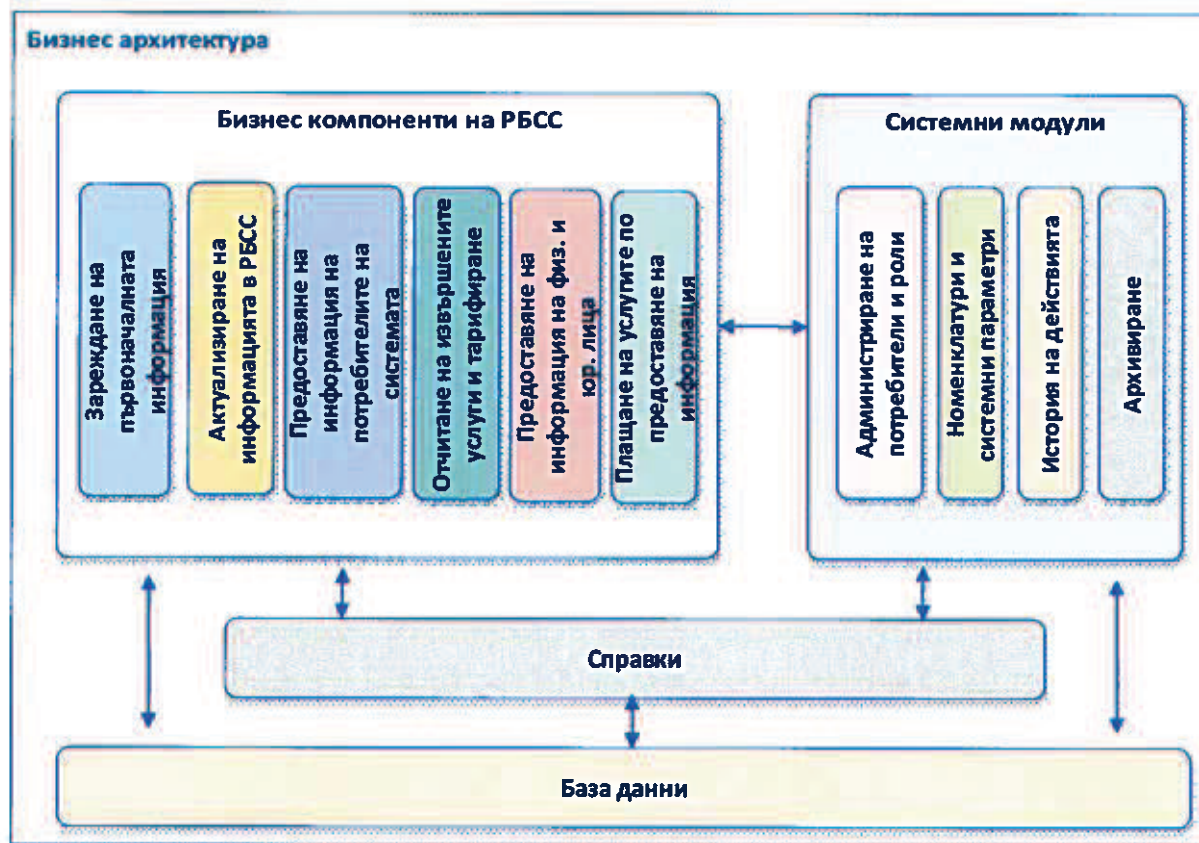 Бизнес архитектура
Бизнес компоненти на РБСС
Зареждане на
първоначалната
информация
Актуализиране на
информацията в РБСС
Предоставяне на
информация на
потребителите на
системата
Отчитане на извършените
услуги и тарифиране
Предоставяне на
информация на физ. и
юр. лица
Плащане на услугите по
предоставяне на
информация
Системни модули
Администриране на
потребители и роли
Номенклатури и
системни параметри
История на действията
Архивиране
Справки
База данни